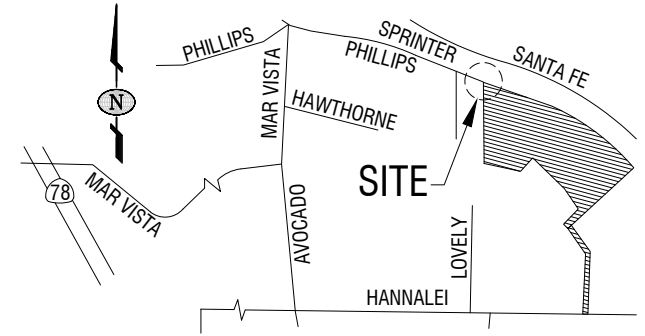 PHILLIPS
SPRINTER
PHILLIPS
SANTA FE
MAR VISTA
HAWTHORNE
N
SITE
78
MAR VISTA
AVOCADO
LOVELY
HANNALEI